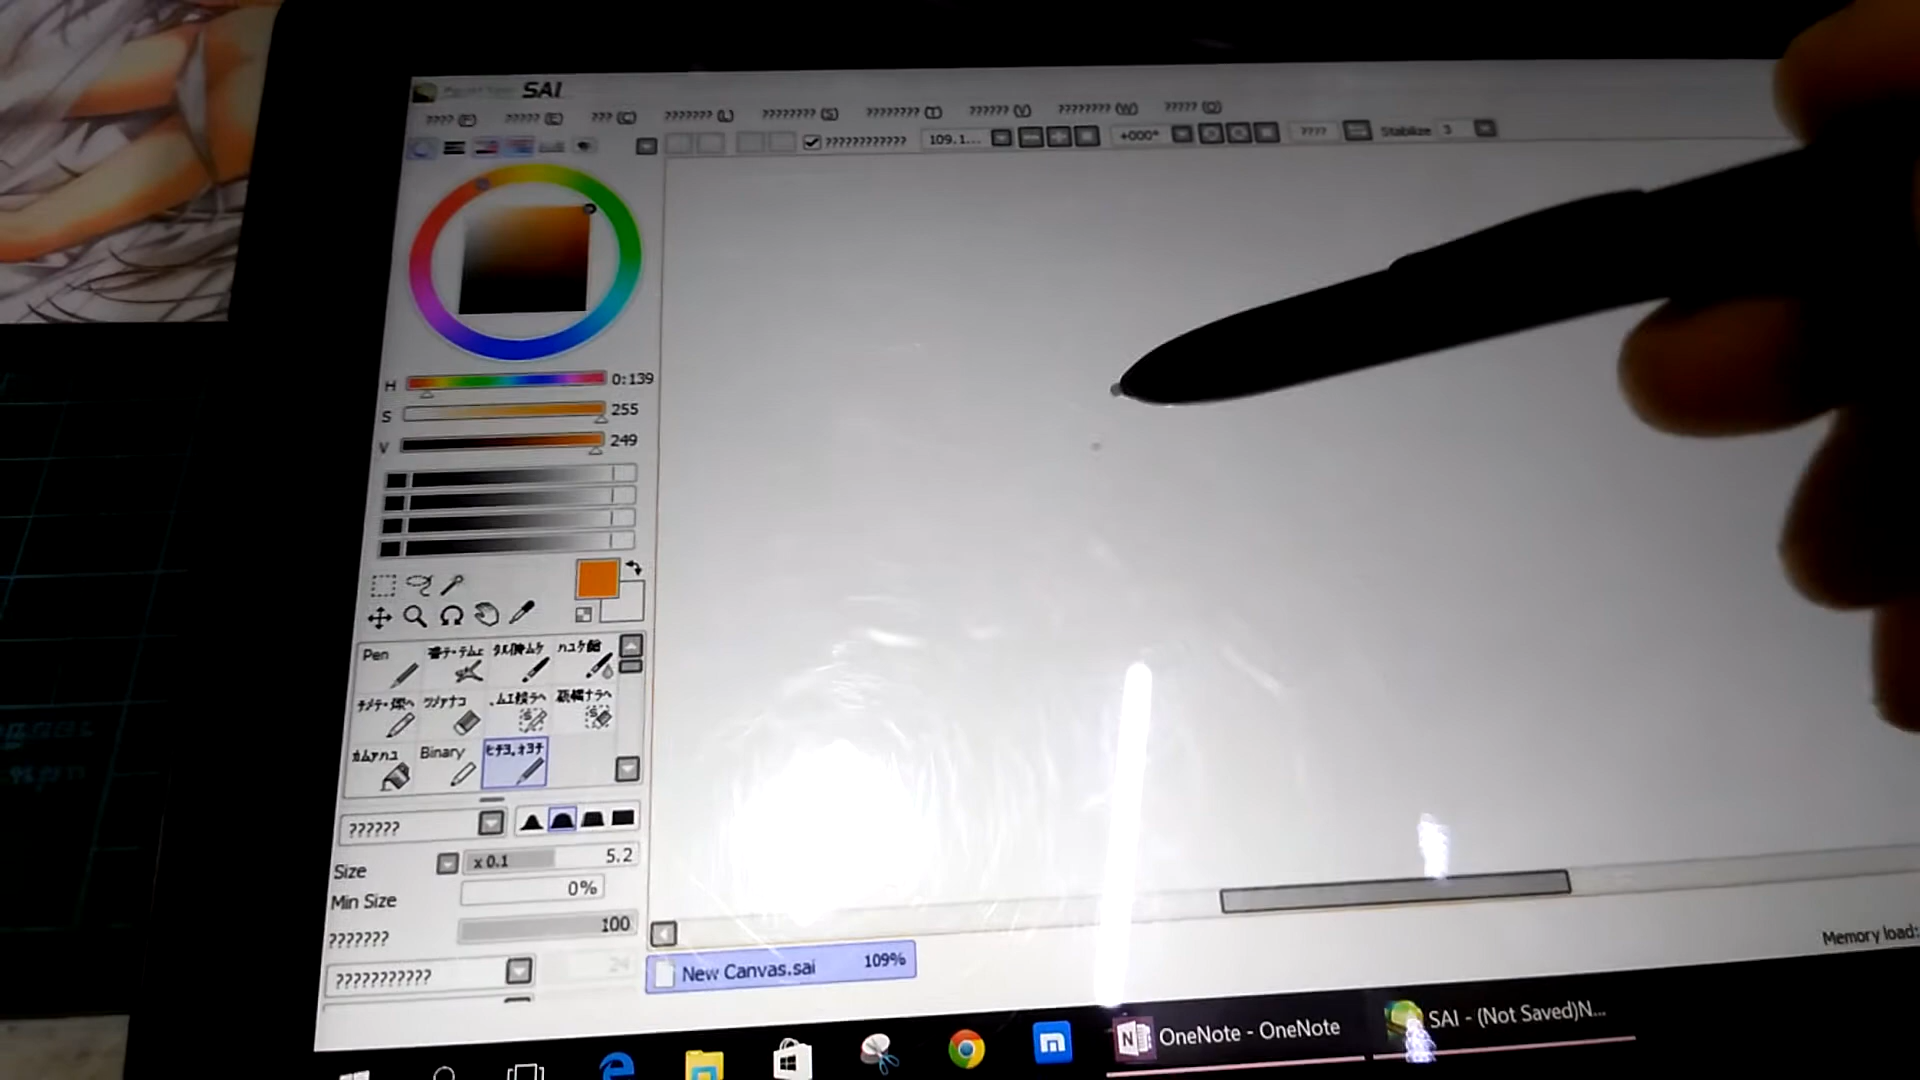 SAI
???? (F) ????? (E) ??? (C) ??????? (L) ???????? (S) ???????? (T) ?????? (V) ???????? (W) ????? (O)
???????????? 109.1... +000° ???? Stabilize 3
H 0:139
S 255
V 249
Pen
Binary
??????
Size x 0.1 5.2
Min Size 0%
??????? 100
??????????? 24
New Canvas.sai 109%
Memory load:
OneNote - OneNote SAI - (Not Saved)N...